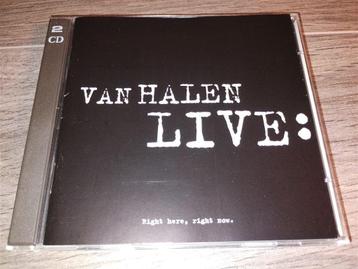 2
CD
VAN HALEN
LIVE:
Right here, right now.